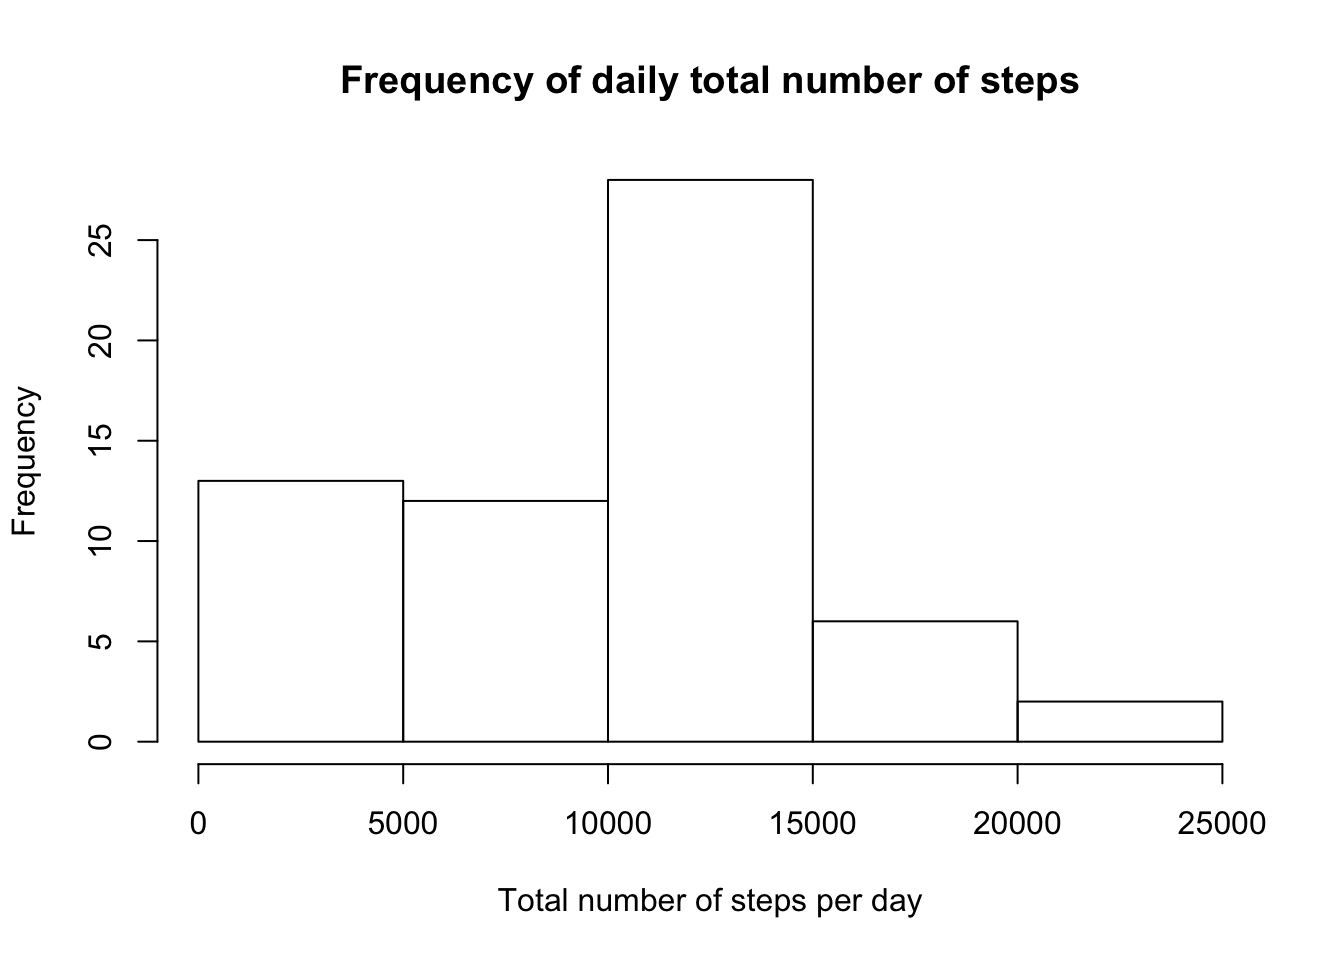 Frequency of daily total number of steps
Frequency
25
20
15
10
5
0
0 5000 10000 15000 20000 25000
Total number of steps per day